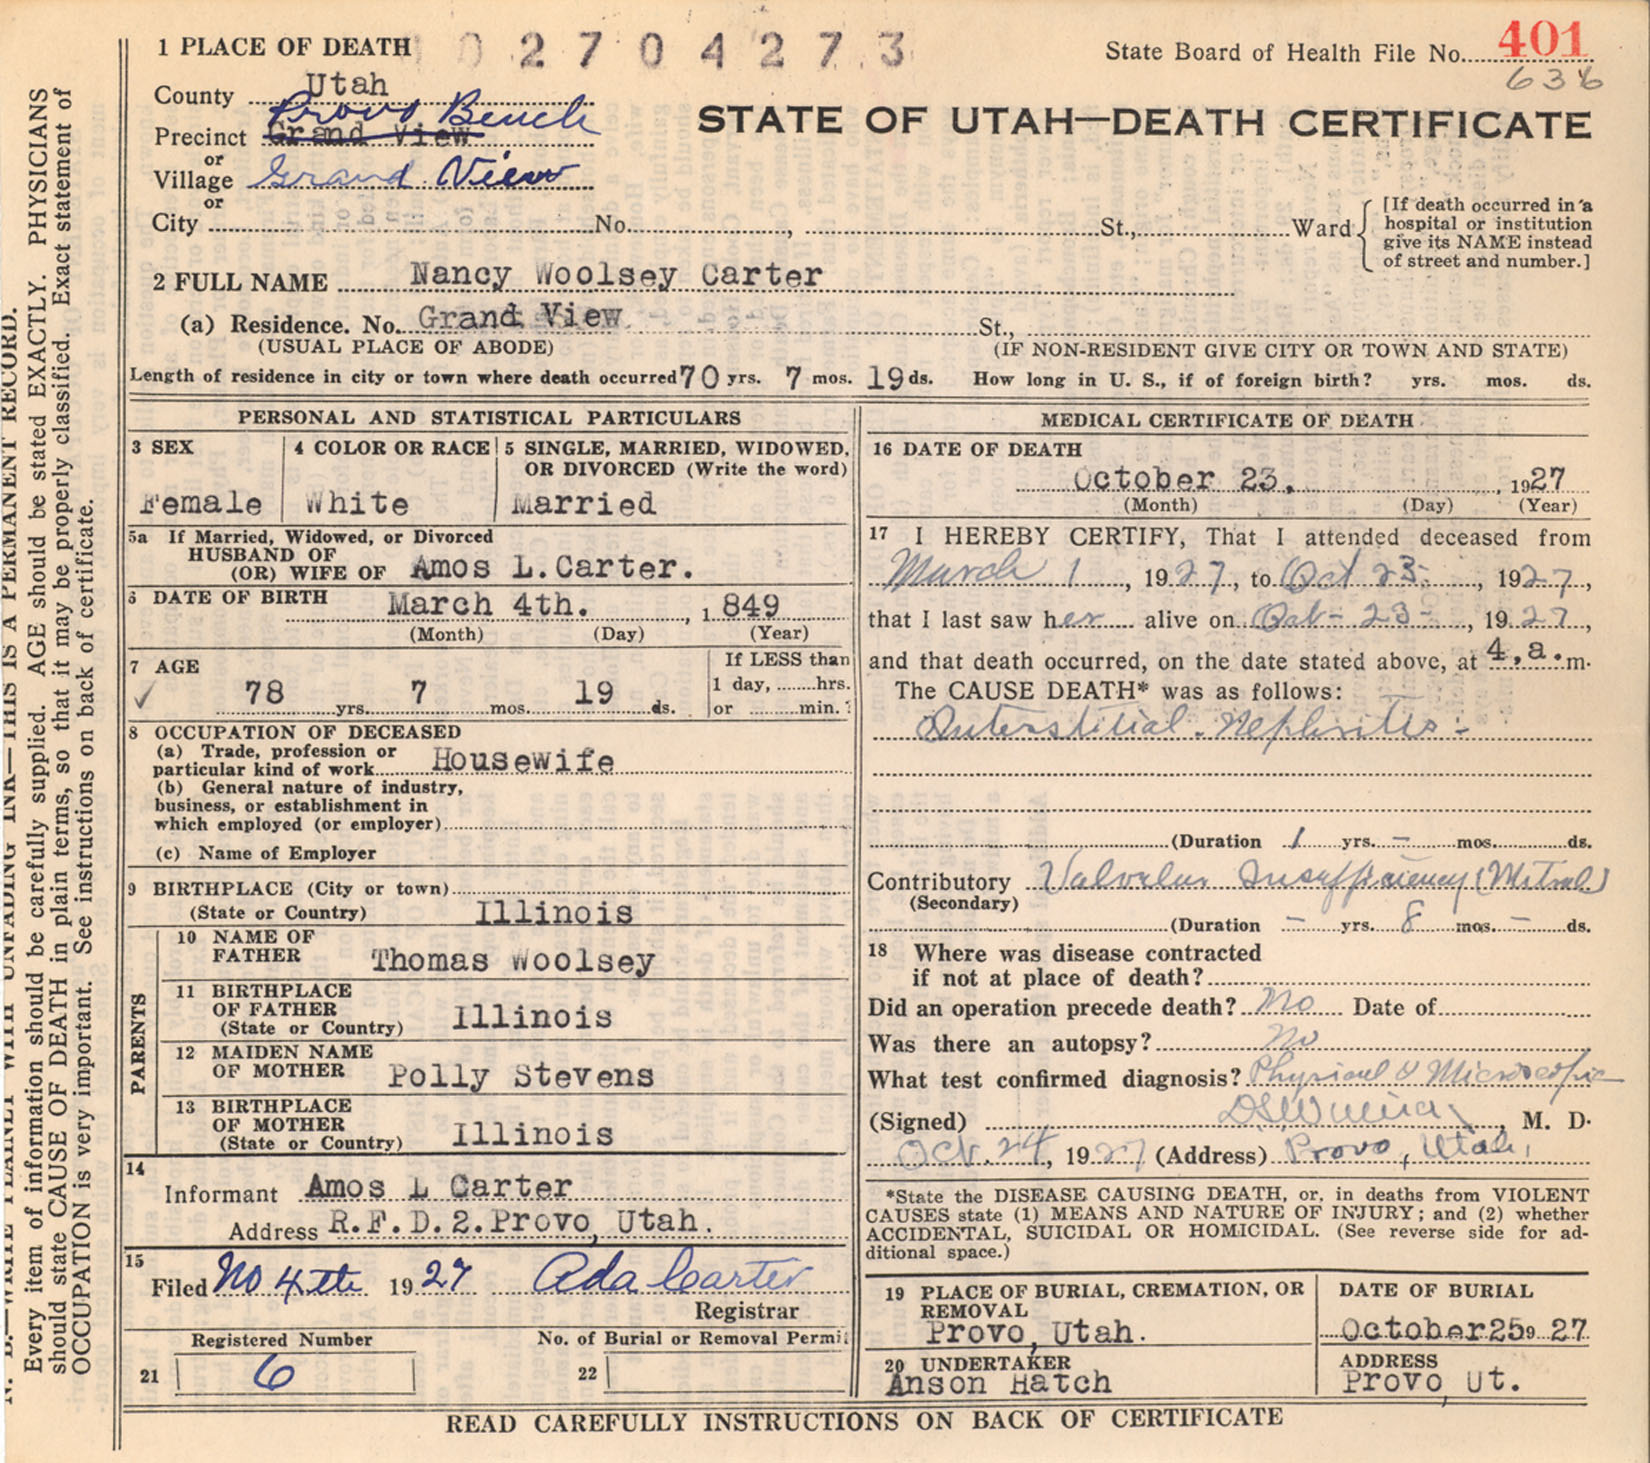 1 PLACE OF DEATH
02704273
State Board of Health File No. 401
636
County Utah
Provo Bench
Precinct Grand View
or
Village Grand View
or
City No. , St., Ward
[If death occurred in a
hospital or institution
give its NAME instead
of street and number.]
STATE OF UTAH—DEATH CERTIFICATE
2 FULL NAME Nancy Woolsey Carter
(a) Residence. No. Grand View St.,
(USUAL PLACE OF ABODE) (IF NON-RESIDENT GIVE CITY OR TOWN AND STATE)
Length of residence in city or town where death occurred 70 yrs. 7 mos. 19 ds. How long in U. S., if of foreign birth? yrs. mos. ds.
PERSONAL AND STATISTICAL PARTICULARS
3 SEX
Female
4 COLOR OR RACE
White
5 SINGLE, MARRIED, WIDOWED,
OR DIVORCED (Write the word)
Married
5a If Married, Widowed, or Divorced
HUSBAND OF
(OR) WIFE OF Amos L. Carter.
6 DATE OF BIRTH March 4th. , 1849
(Month) (Day) (Year)
7 AGE
78 yrs. 7 mos. 19 ds.
If LESS than
1 day, hrs.
or min. ?
8 OCCUPATION OF DECEASED
(a) Trade, profession or
particular kind of work Housewife
(b) General nature of industry,
business, or establishment in
which employed (or employer)
(c) Name of Employer
9 BIRTHPLACE (City or town)
(State or Country) Illinois
PARENTS
10 NAME OF
FATHER Thomas Woolsey
11 BIRTHPLACE
OF FATHER
(State or Country) Illinois
12 MAIDEN NAME
OF MOTHER Polly Stevens
13 BIRTHPLACE
OF MOTHER
(State or Country) Illinois
14
Informant Amos L Carter
Address R.F.D.2.Provo, Utah.
15
Filed No 4th 1927 Ada Carter
Registrar
Registered Number No. of Burial or Removal Permit
21 6 22
MEDICAL CERTIFICATE OF DEATH
16 DATE OF DEATH
October 23. , 1927
(Month) (Day) (Year)
17 I HEREBY CERTIFY, That I attended deceased from
March 1 , 1927, to Oct 23- , 1927,
that I last saw her alive on Oct- 23- , 1927,
and that death occurred, on the date stated above, at 4.a.m.
The CAUSE DEATH* was as follows:
Interstitial Nephritis -
(Duration 1 yrs. - mos. ds.
Contributory Valvular Insufficiency (Mitral)
(Secondary)
(Duration - yrs. 8 mos. - ds.
18 Where was disease contracted
if not at place of death?
Did an operation precede death? No Date of
Was there an autopsy? No
What test confirmed diagnosis? Physical & Microscopic
(Signed) , M. D.
Oct. 24, 1927 (Address) Provo, Utah,
*State the DISEASE CAUSING DEATH, or, in deaths from VIOLENT
CAUSES state (1) MEANS AND NATURE OF INJURY; and (2) whether
ACCIDENTAL, SUICIDAL OR HOMICIDAL. (See reverse side for ad-
ditional space.)
19 PLACE OF BURIAL, CREMATION, OR
REMOVAL
Provo, Utah.
DATE OF BURIAL
October 25, 1927
20 UNDERTAKER
Anson Hatch
ADDRESS
Provo Ut.
READ CAREFULLY INSTRUCTIONS ON BACK OF CERTIFICATE
N. B.—WRITE PLAINLY WITH UNFADING INK—THIS IS A PERMANENT RECORD.
Every item of information should be carefully supplied. AGE should be stated EXACTLY. PHYSICIANS
should state CAUSE OF DEATH in plain terms, so that it may be properly classified. Exact statement of
OCCUPATION is very important. See instructions on back of certificate.